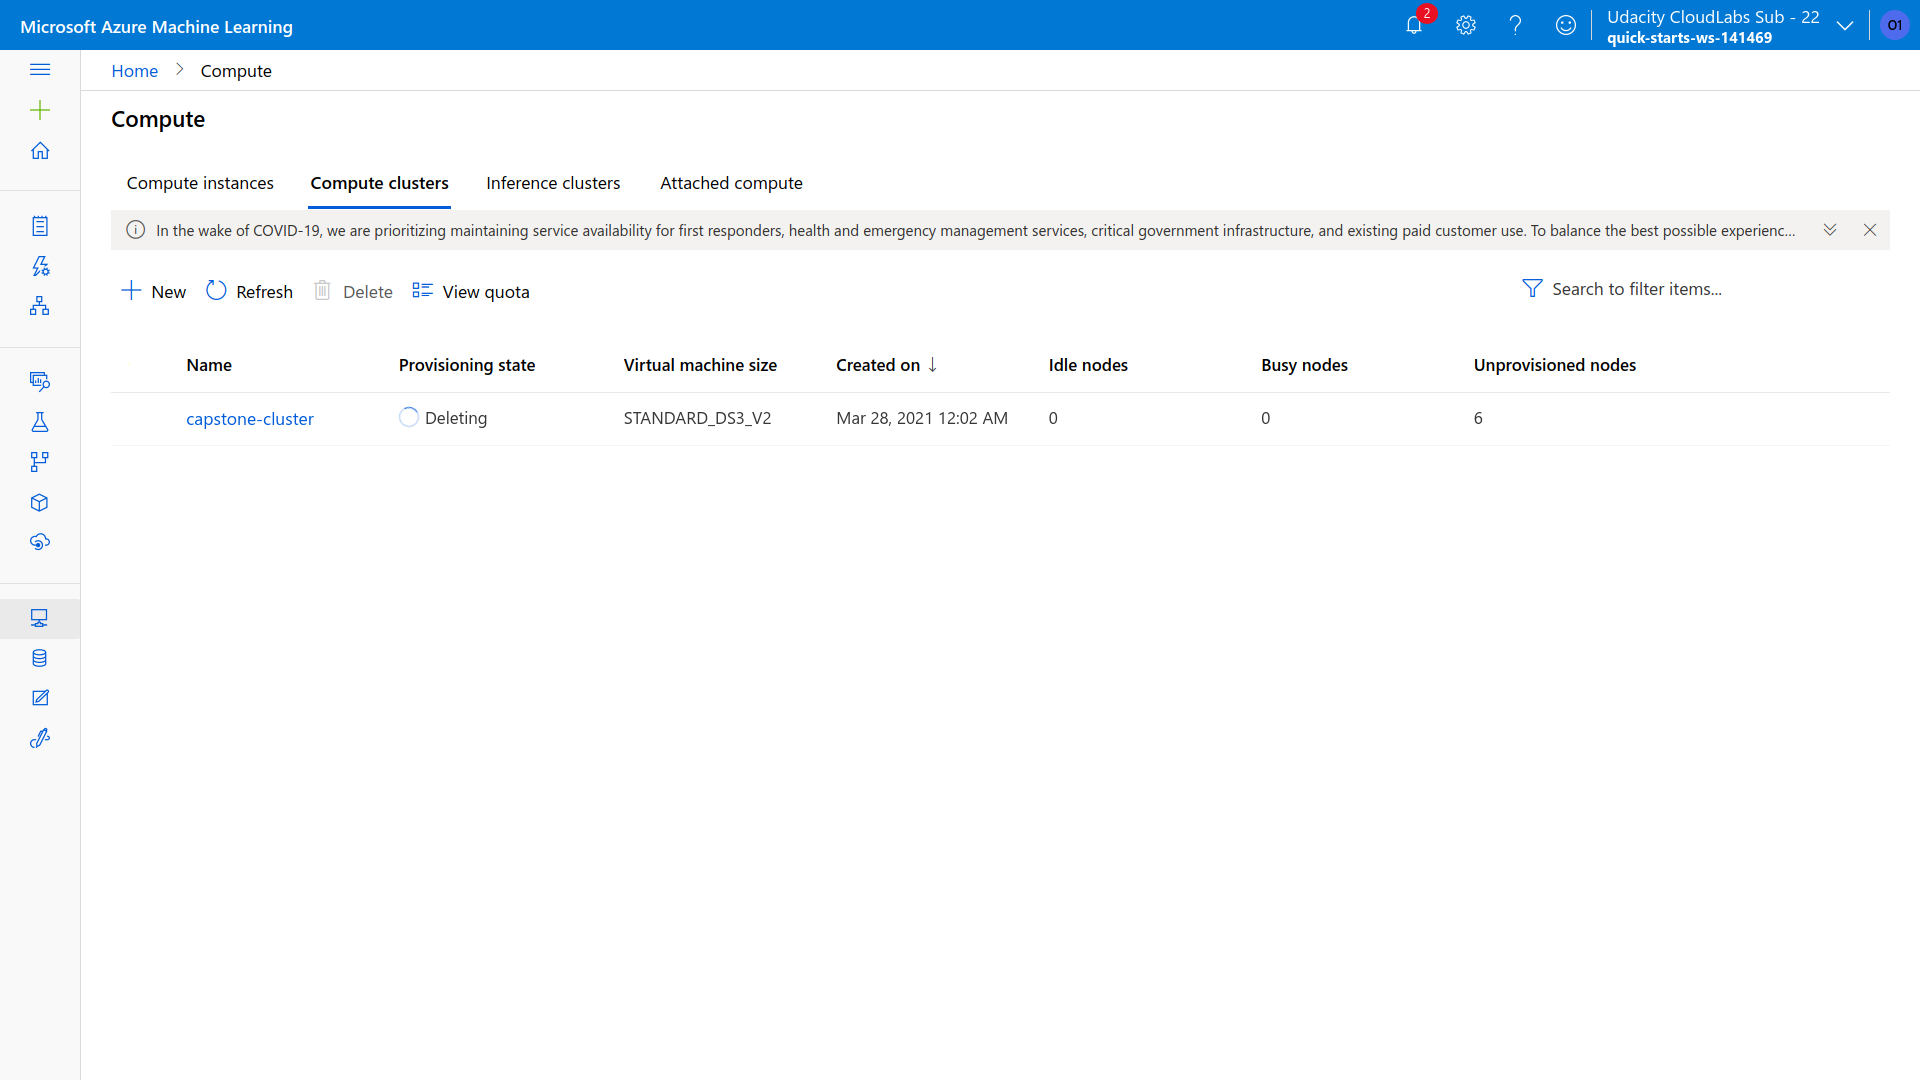 Microsoft Azure Machine Learning
2
Udacity CloudLabs Sub - 22
quick-starts-ws-141469
O1
Home > Compute
Compute
Compute instances Compute clusters Inference clusters Attached compute
In the wake of COVID-19, we are prioritizing maintaining service availability for first responders, health and emergency management services, critical government infrastructure, and existing paid customer use. To balance the best possible experienc...
New Refresh Delete View quota Search to filter items...
Name Provisioning state Virtual machine size Created on ↓ Idle nodes Busy nodes Unprovisioned nodes
capstone-cluster Deleting STANDARD_DS3_V2 Mar 28, 2021 12:02 AM 0 0 6